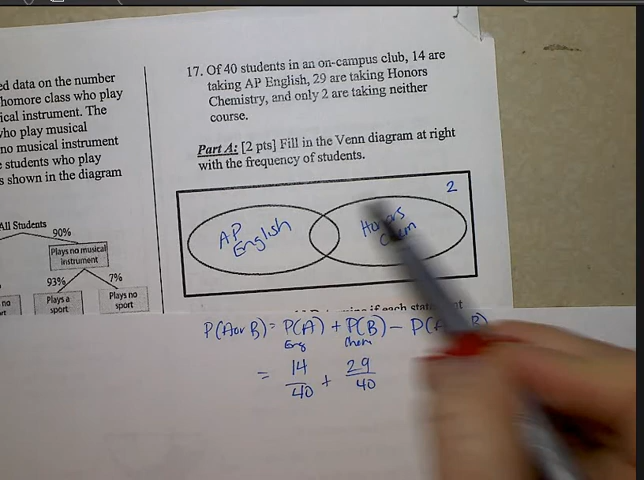 ed data on the number
homore class who play
ical instrument. The
who play musical
no musical instrument
e students who play
s shown in the diagram
All Students
90%
Plays no musical
instrument
93%
7%
no
rt
Plays a
sport
Plays no
sport
17. Of 40 students in an on-campus club, 14 are
taking AP English, 29 are taking Honors
Chemistry, and only 2 are taking neither
course.
Part A: [2 pts] Fill in the Venn diagram at right
with the frequency of students.
2
AP
English
Honors
Chem
if each statement
P(A or B) = P(A) + P(B) - P(A
Eng
Chem
= 14/40 + 29/40